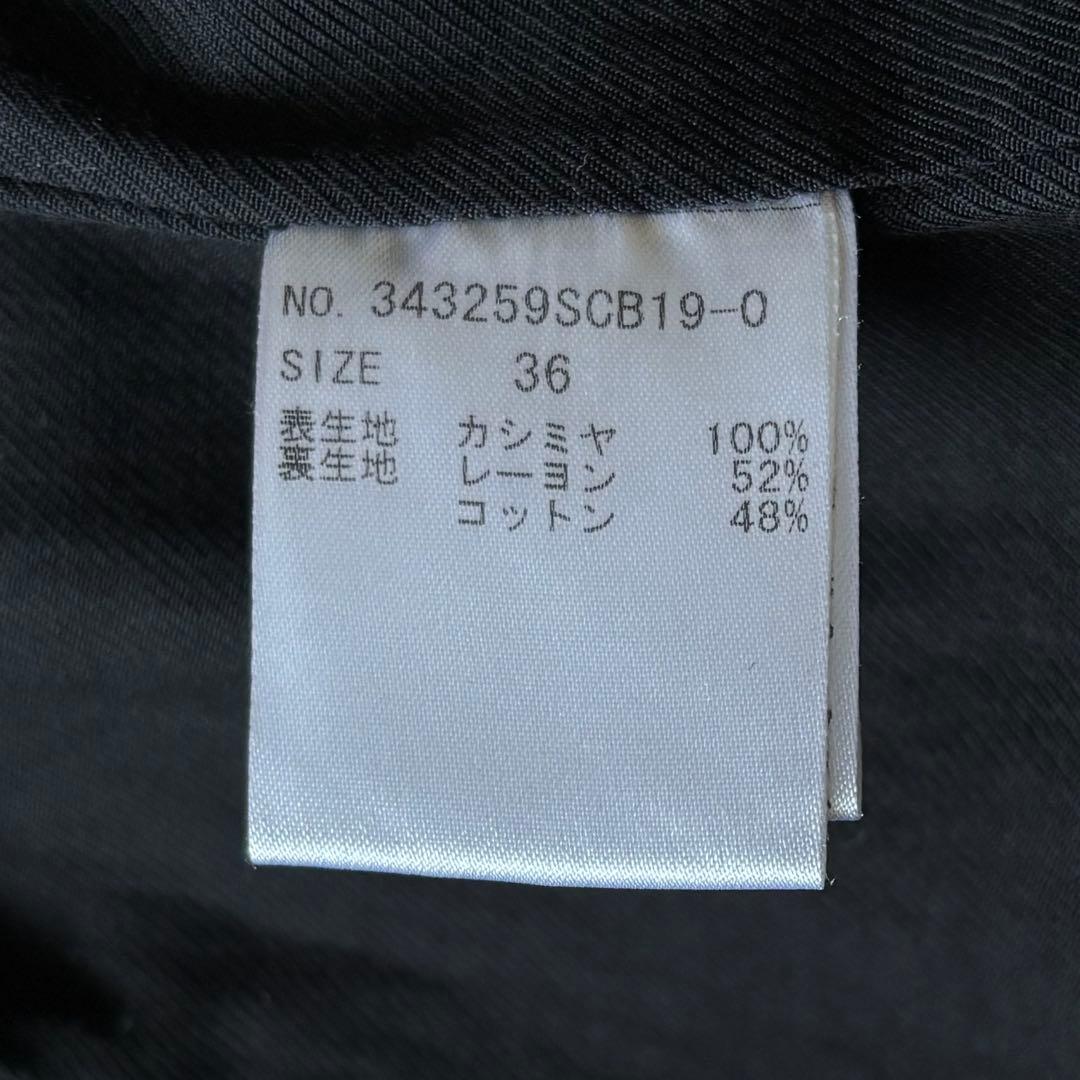 NO. 343259SCB19-0
SIZE 36
表生地 カシミヤ 100%
裏生地 レーヨン 52%
コットン 48%